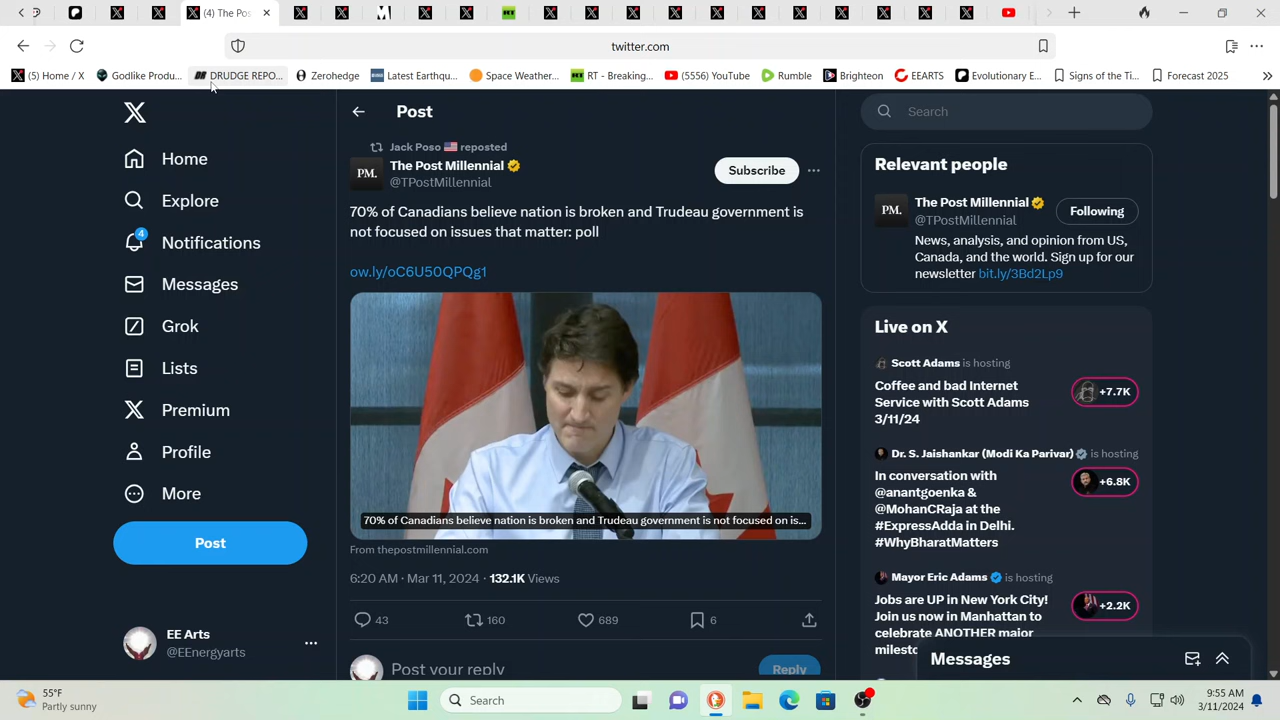 (4) The Pos
twitter.com
(5) Home / X
Godlike Produ...
DRUDGE REPO...
Zerohedge
Latest Earthqu...
Space Weather...
RT - Breaking...
(5556) YouTube
Rumble
Brighteon
EEARTS
Evolutionary E...
Signs of the Ti...
Forecast 2025
Home
Explore
4
Notifications
Messages
Grok
Lists
Premium
Profile
More
Post
EE Arts
@EEnergyarts
Post
Jack Poso 🇺🇸 reposted
PM.
The Post Millennial
@TPostMillennial
Subscribe
70% of Canadians believe nation is broken and Trudeau government is
not focused on issues that matter: poll
ow.ly/oC6U50QPQg1
70% of Canadians believe nation is broken and Trudeau government is not focused on is...
From thepostmillennial.com
6:20 AM · Mar 11, 2024 · 132.1K Views
43
160
689
6
Post your reply
Reply
Search
Relevant people
PM.
The Post Millennial
@TPostMillennial
Following
News, analysis, and opinion from US,
Canada, and the world. Sign up for our
newsletter bit.ly/3Bd2Lp9
Live on X
Scott Adams is hosting
Coffee and bad Internet
Service with Scott Adams
3/11/24
+7.7K
Dr. S. Jaishankar (Modi Ka Parivar) is hosting
In conversation with
@anantgoenka &
@MohanCRaja at the
#ExpressAdda in Delhi.
#WhyBharatMatters
+6.8K
Mayor Eric Adams is hosting
Jobs are UP in New York City!
Join us now in Manhattan to
celebrate ANOTHER major
milesto
+2.2K
Messages
55°F
Partly sunny
Search
9:55 AM
3/11/2024